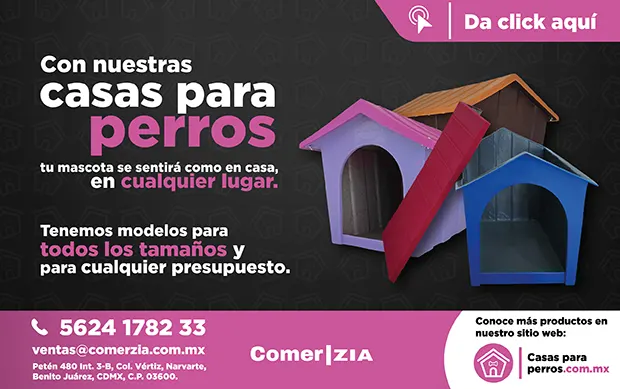 Da click aquí
Con nuestras
casas para
perros
tu mascota se sentirá como en casa,
en cualquier lugar.
Tenemos modelos para
todos los tamaños y
para cualquier presupuesto.
5624 1782 33
ventas@comerzia.com.mx
Petén 480 Int. 3-B, Col. Vértiz, Narvarte,
Benito Juárez, CDMX, C.P. 03600.
Comer|ZIA
Conoce más productos en
nuestro sitio web:
Casas para
perros.com.mx